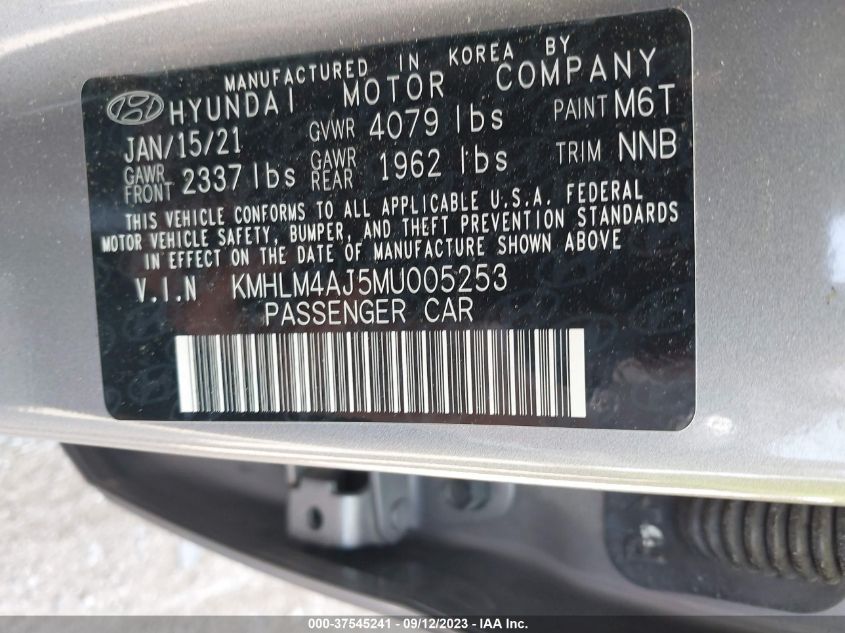 MANUFACTURED IN KOREA BY
HYUNDAI MOTOR COMPANY
JAN/15/21 GVWR 4079 lbs PAINT M6T
GAWR FRONT 2337 lbs GAWR REAR 1962 lbs TRIM NNB
THIS VEHICLE CONFORMS TO ALL APPLICABLE U.S.A. FEDERAL
MOTOR VEHICLE SAFETY, BUMPER, AND THEFT PREVENTION STANDARDS
IN EFFECT ON THE DATE OF MANUFACTURE SHOWN ABOVE
V.I.N KMHLM4AJ5MU005253
PASSENGER CAR
© IAA - 37545241 - 09/12/2023 - IAA Holdings, LLC.